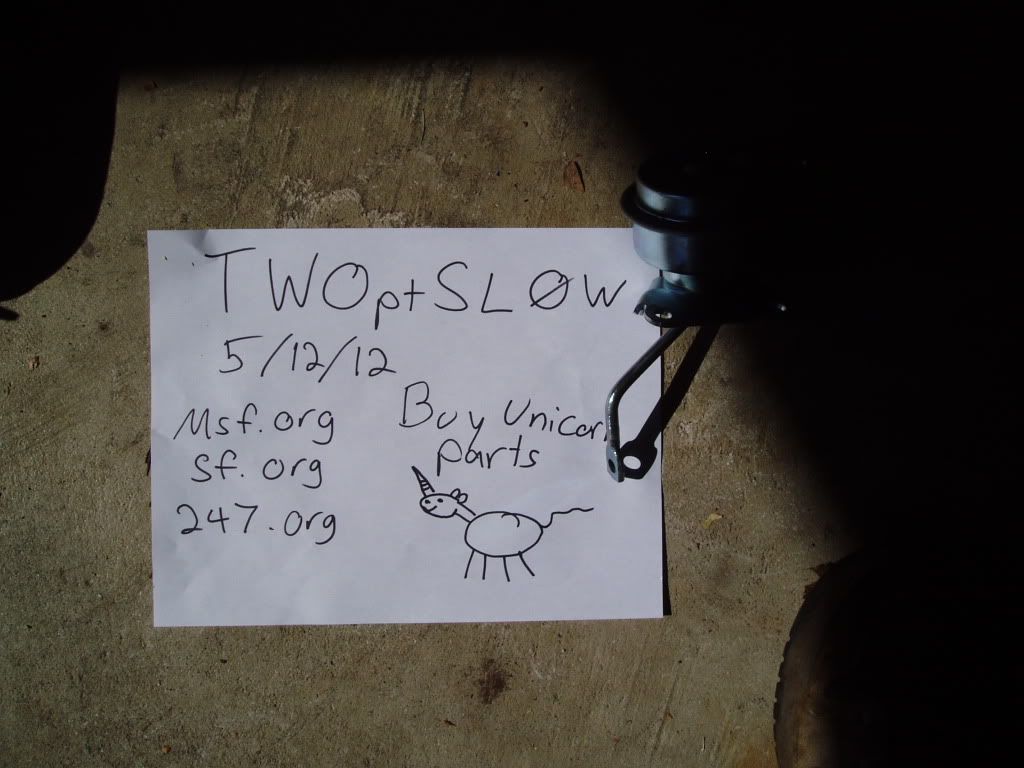 TWOptSLØW
5/12/12
Msf.org
Sf.org
247.org
Buy Unicorn
parts